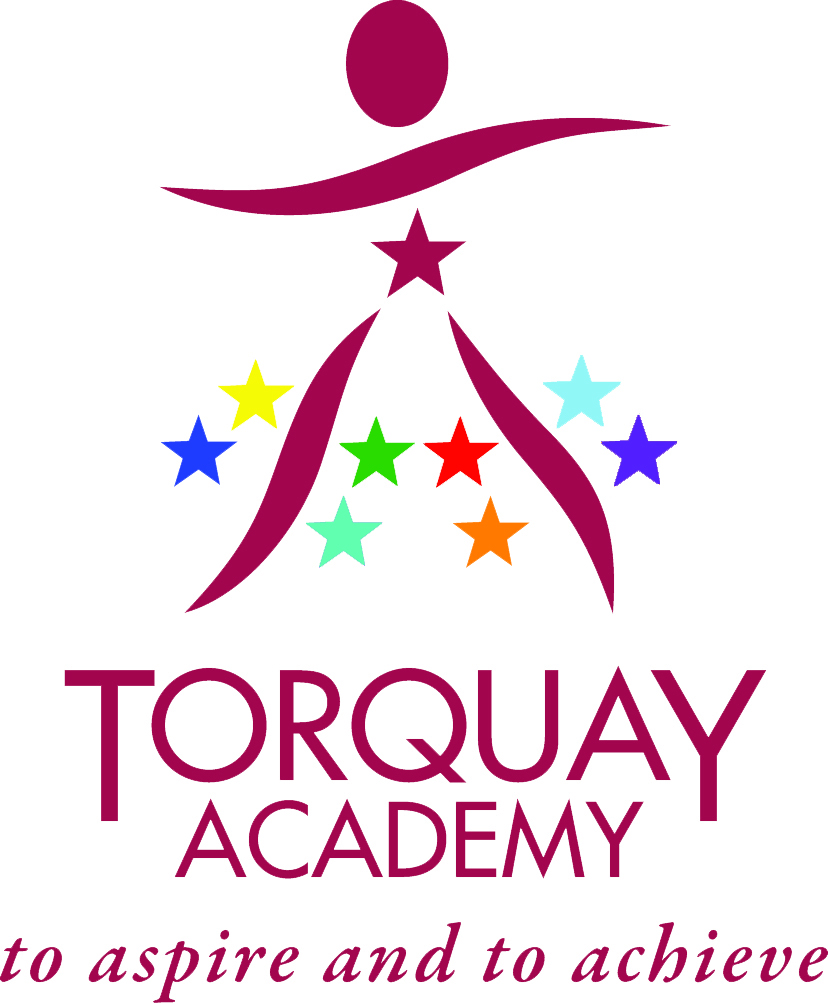 TORQUAY
ACADEMY
to aspire and to achieve